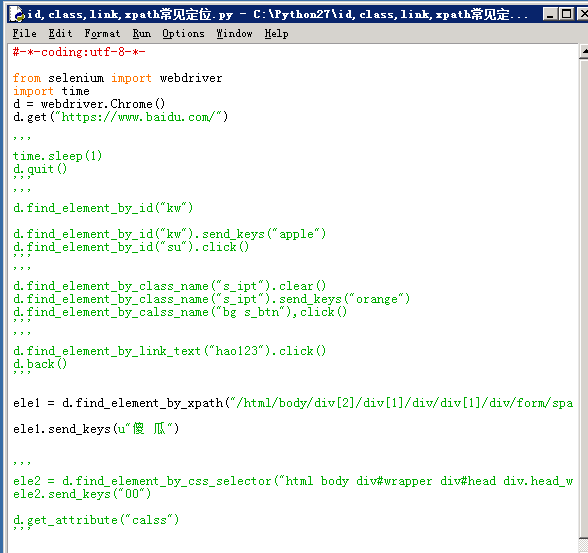 id,class,link,xpath常见定位.py - C:\Python27\id,class,link,xpath常见定...
File Edit Format Run Options Window Help
#-*-coding:utf-8-*-
from selenium import webdriver
import time
d = webdriver.Chrome()
d.get("https://www.baidu.com/")
'''
time.sleep(1)
d.quit()
'''
'''
d.find_element_by_id("kw")
d.find_element_by_id("kw").send_keys("apple")
d.find_element_by_id("su").click()
'''
'''
d.find_element_by_class_name("s_ipt").clear()
d.find_element_by_class_name("s_ipt").send_keys("orange")
d.find_element_by_calss_name("bg s_btn"),click()
'''
'''
d.find_element_by_link_text("hao123").click()
d.back()
'''
ele1 = d.find_element_by_xpath("/html/body/div[2]/div[1]/div/div[1]/div/form/spa
ele1.send_keys(u"傻 瓜")
'''
ele2 = d.find_element_by_css_selector("html body div#wrapper div#head div.head_w
ele2.send_keys("OO")
d.get_attribute("calss")
'''